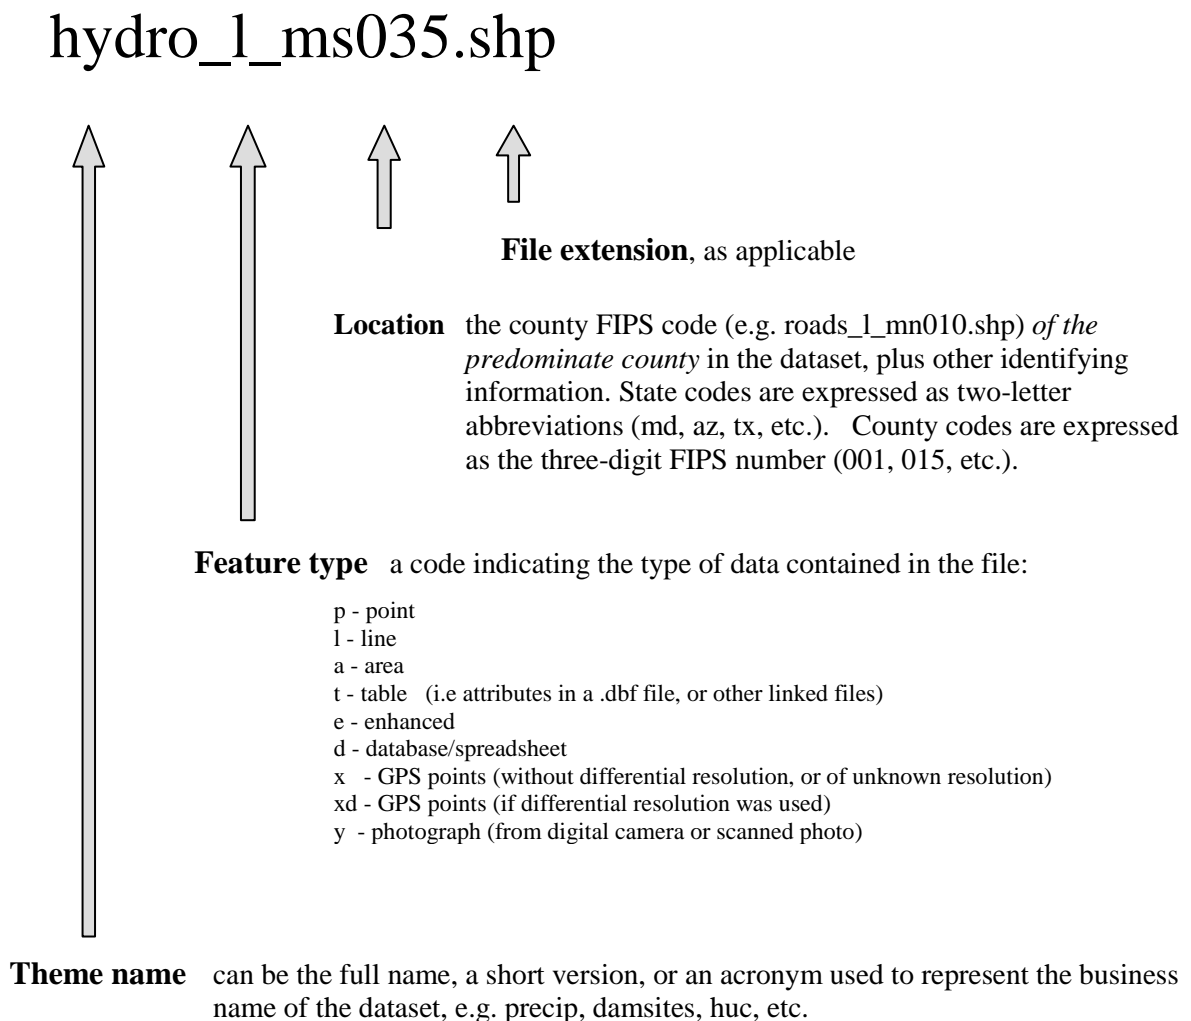 hydro_l_ms035.shp
File extension, as applicable
Location the county FIPS code (e.g. roads_l_mn010.shp) of the
predominate county in the dataset, plus other identifying
information. State codes are expressed as two-letter
abbreviations (md, az, tx, etc.). County codes are expressed
as the three-digit FIPS number (001, 015, etc.).
Feature type a code indicating the type of data contained in the file:
p - point
l - line
a - area
t - table (i.e attributes in a .dbf file, or other linked files)
e - enhanced
d - database/spreadsheet
x - GPS points (without differential resolution, or of unknown resolution)
xd - GPS points (if differential resolution was used)
y - photograph (from digital camera or scanned photo)
Theme name can be the full name, a short version, or an acronym used to represent the business
name of the dataset, e.g. precip, damsites, huc, etc.